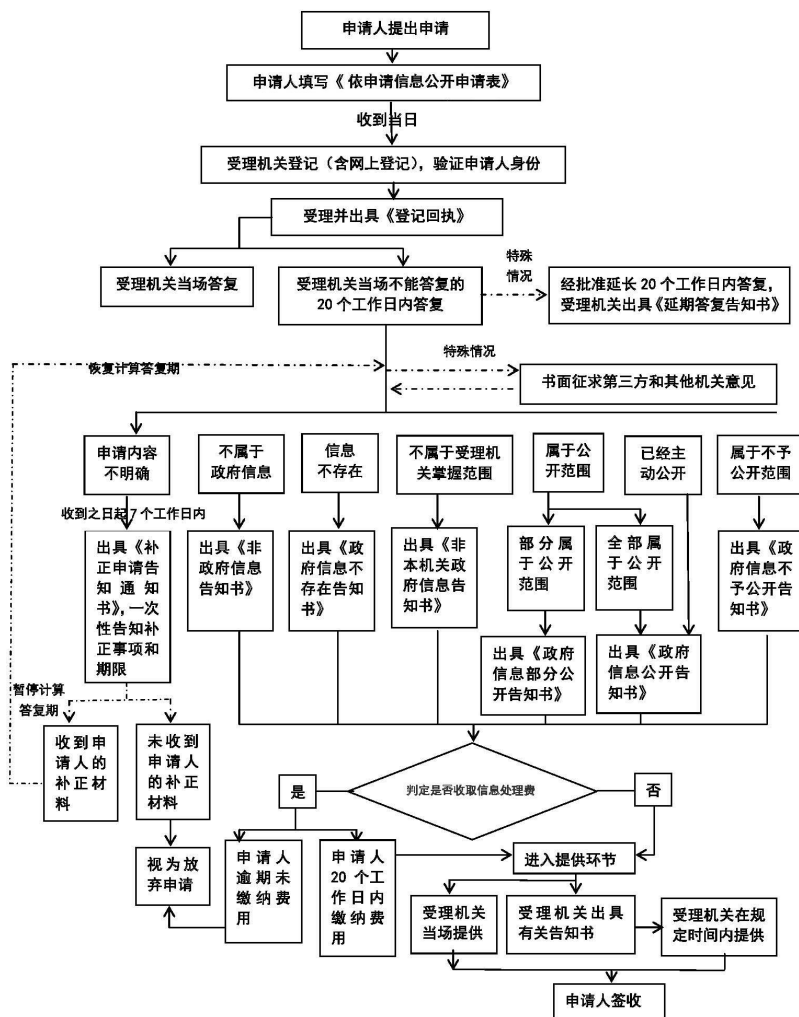 申请人提出申请
申请人填写《依申请信息公开申请表》
收到当日
受理机关登记（含网上登记），验证申请人身份
受理并出具《登记回执》
特殊
情况
受理机关当场答复
受理机关当场不能答复的
20个工作日内答复
经批准延长20个工作日内答复，
受理机关出具《延期答复告知书》
恢复计算答复期
特殊情况
书面征求第三方和其他机关意见
申请内容
不明确
不属于
政府信息
信息
不存在
不属于受理机
关掌握范围
属于公
开范围
已经主
动公开
属于不予
公开范围
收到之日起7个工作日内
出具《补
正申请告
知通知
书》，一次
性告知补
正事项和
期限
出具《非
政府信息
告知书》
出具《政府
信息不存
在告知
书》
出具《非
本机关政
府信息告
知书》
部分属
于公开
范围
全部属
于公开
范围
出具《政
府信息不
予公开告
知书》
出具《政府
信息部分公
开告知书》
出具《政府
信息公开告
知书》
暂停计算
答复期
收到申
请人的
补正材
料
未收到
申请人
的补正
材料
是
判定是否收取信息处理费
否
视为放
弃申请
申请人
逾期未
缴纳费
用
申请人
20个工
作日内
缴纳费
用
进入提供环节
受理机关
当场提供
受理机关出具
有关告知书
受理机关在规
定时间内提供
申请人签收